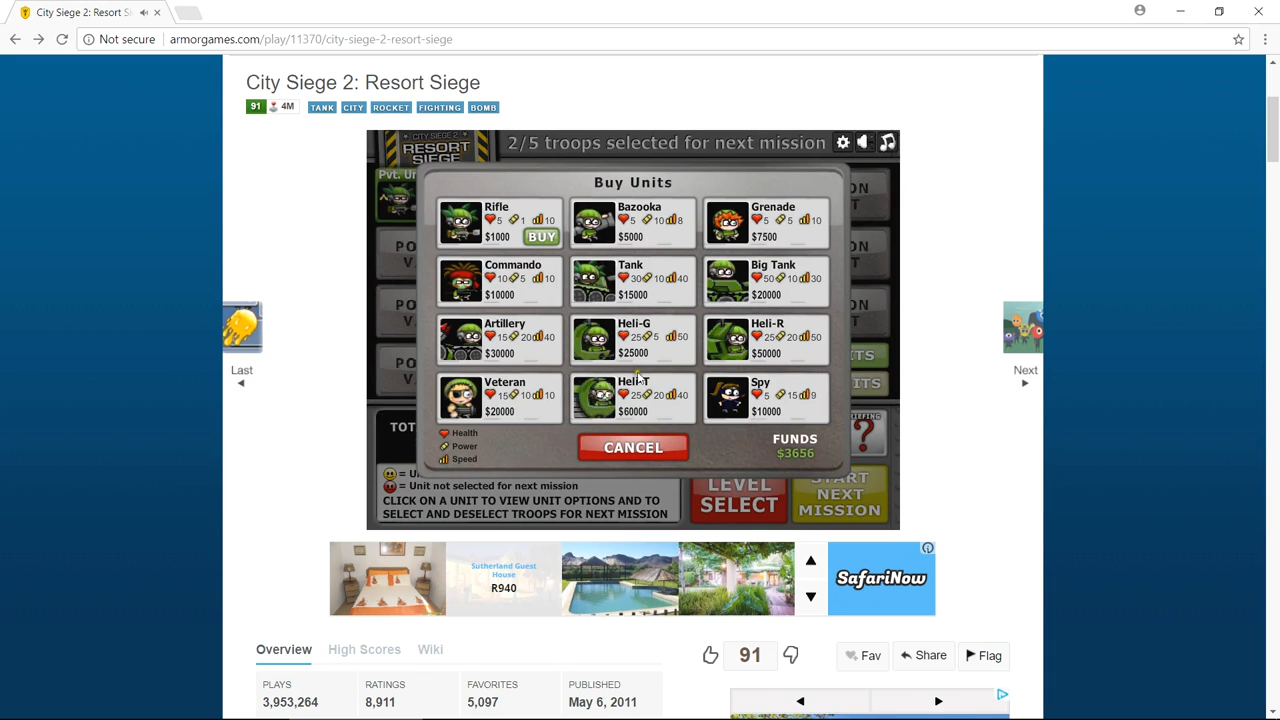 City Siege 2: Resort Si
Not secure armorgames.com/play/11370/city-siege-2-resort-siege
City Siege 2: Resort Siege
91 4M TANK CITY ROCKET FIGHTING BOMB
CITY SIEGE 2 RESORT SIEGE
2/5 troops selected for next mission
Buy Units
Rifle 5 1 10 $1000 BUY
Bazooka 5 10 8 $5000
Grenade 5 5 10 $7500
Commando 10 5 10 $10000
Tank 30 10 40 $15000
Big Tank 50 10 30 $20000
Artillery 15 20 40 $30000
Heli-G 25 5 50 $25000
Heli-R 25 20 50 $50000
Veteran 15 10 10 $20000
Heli-T 25 20 40 $60000
Spy 5 15 9 $10000
Health
Power
Speed
CANCEL
FUNDS
$3656
= Unit not selected for next mission
CLICK ON A UNIT TO VIEW UNIT OPTIONS AND TO
SELECT AND DESELECT TROOPS FOR NEXT MISSION
LEVEL
SELECT
START
NEXT
MISSION
Last
Next
Sutherland Guest
House
R940
SafariNow
Overview High Scores Wiki
91 Fav Share Flag
PLAYS RATINGS FAVORITES PUBLISHED
3,953,264 8,911 5,097 May 6, 2011